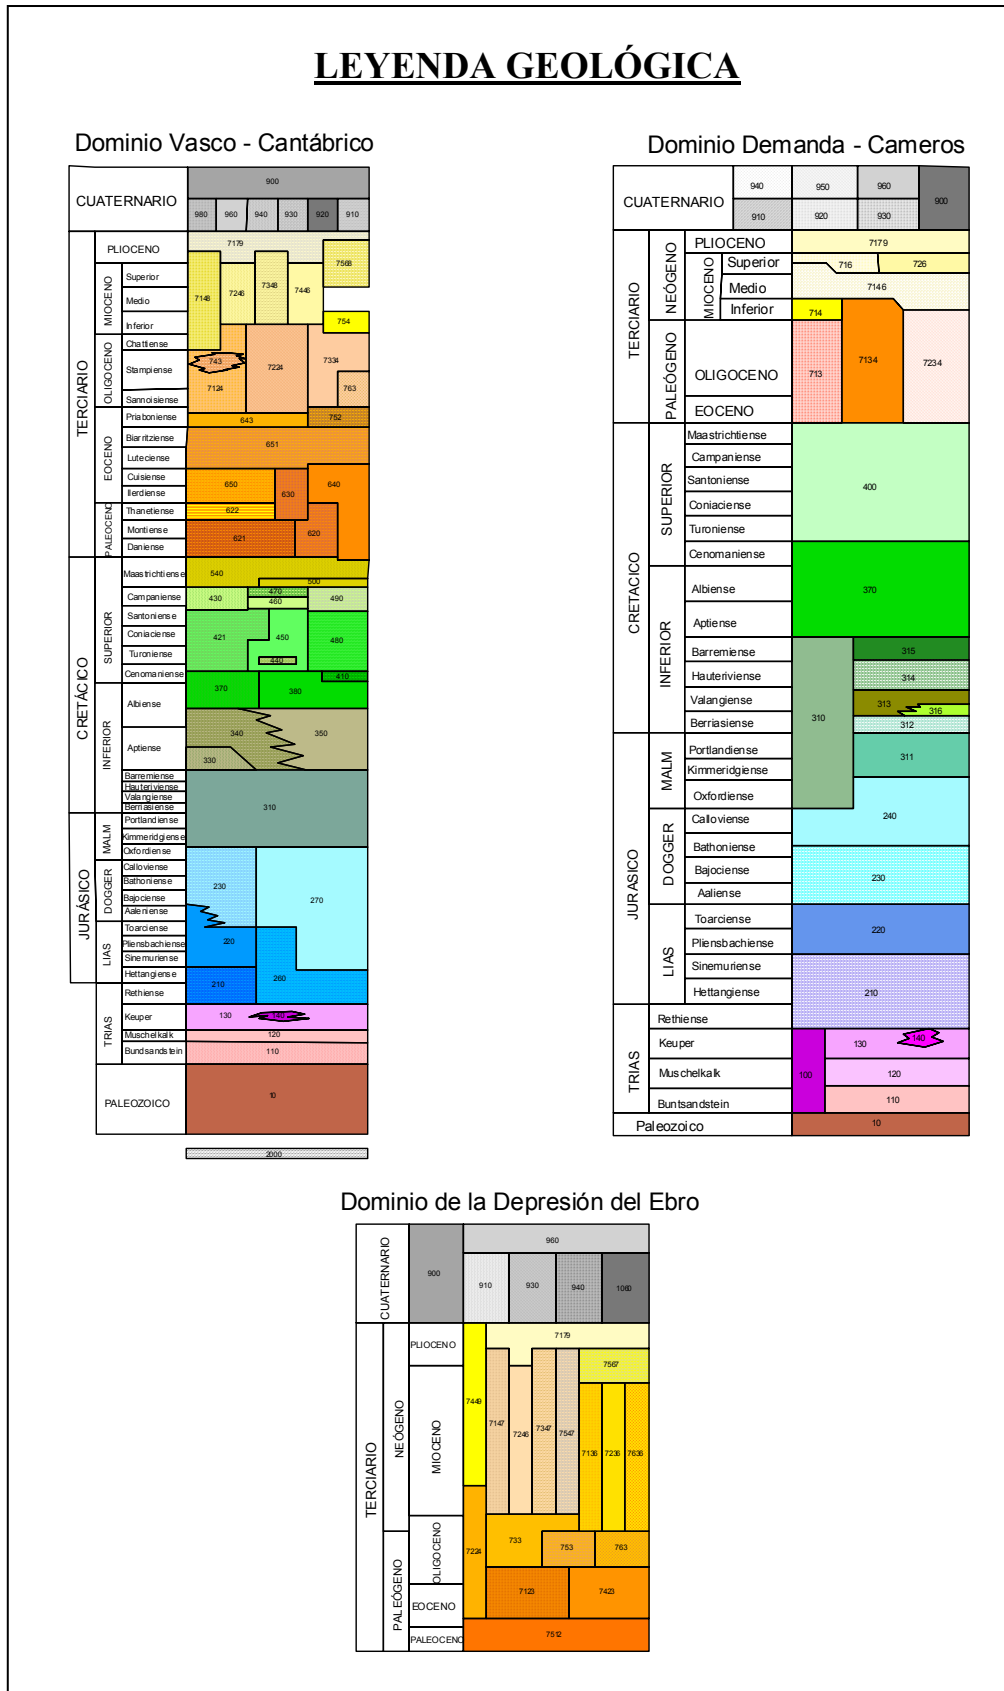 LEYENDA GEOLÓGICA
Dominio Vasco - Cantábrico
CUATERNARIO
900
980 960 940 930 920 910
TERCIARIO
PLIOCENO
7179
7568
MIOCENO
Superior
Medio
Inferior
7148
7246
7348
7446
754
OLIGOCENO
Chattiense
Stampiense
Sannoisiense
743
7124
7224
7334
763
EOCENO
Priaboniense
643
752
Biarritziense
651
Luteciense
Cuisiense
650
630
640
Ilerdiense
PALEOCENO
Thanetiense
622
Montiense
621
620
Daniense
CRETÁCICO
SUPERIOR
Maastrichtiense
540
500
Campaniense
430
470
460
490
Santoniense
Coniaciense
421
450
480
Turoniense
440
Cenomaniense
410
INFERIOR
370
380
Albiense
340
350
Aptiense
330
Barremiense
Hauteriviense
Valangiense
Berriasiense
310
JURÁSICO
MALM
Portlandiense
Kimmeridgiense
Oxfordiense
DOGGER
Calloviense
Bathoniense
Bajociense
Aaleniense
230
270
LIAS
Toarciense
Pliensbachiense
Sinemuriense
Hettangiense
220
210
260
TRIAS
Rethiense
Keuper
130
140
Muschelkalk
120
Bundsandstein
110
PALEOZOICO
10
2000
Dominio Demanda - Cameros
CUATERNARIO
940 950 960 900
910 920 930
TERCIARIO
NEÓGENO
PLIOCENO
7179
MIOCENO
Superior
716
726
Medio
7146
Inferior
714
PALEÓGENO
OLIGOCENO
713
7134
7234
EOCENO
CRETACICO
SUPERIOR
Maastrichtiense
Campaniense
Santoniense
400
Coniaciense
Turoniense
Cenomaniense
INFERIOR
Albiense
370
Aptiense
Barremiense
315
Hauteriviense
314
Valangiense
313
316
310
Berriasiense
312
JURASICO
MALM
Portlandiense
311
Kimmeridgiense
Oxfordiense
DOGGER
Calloviense
240
Bathoniense
Bajociense
230
Aaliense
LIAS
Toarciense
220
Pliensbachiense
Sinemuriense
210
Hettangiense
TRIAS
Rethiense
Keuper
130
140
100
Muschelkalk
120
Buntsandstein
110
Paleozoico
10
Dominio de la Depresión del Ebro
CUATERNARIO
900
960
910 930 940 1060
TERCIARIO
NEÓGENO
PLIOCENO
7179
7567
MIOCENO
7449
7147
7246
7347
7547
7136
7236
7636
PALEÓGENO
OLIGOCENO
7224
733
753
763
EOCENO
7123
7423
PALEOCENO
7512